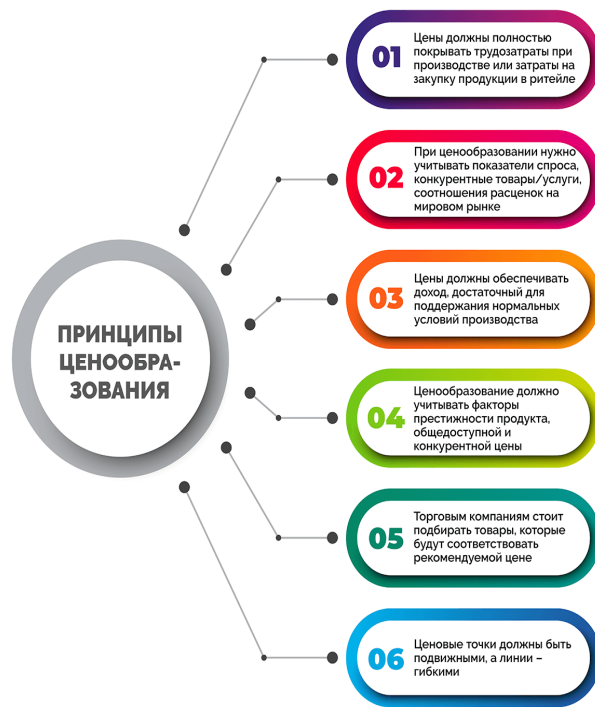 ПРИНЦИПЫ
ЦЕНООБРА-
ЗОВАНИЯ
01
Цены должны полностью
покрывать трудозатраты при
производстве или затраты на
закупку продукции в ритейле
02
При ценообразовании нужно
учитывать показатели спроса,
конкурентные товары/услуги,
соотношения расценок на
мировом рынке
03
Цены должны обеспечивать
доход, достаточный для
поддержания нормальных
условий производства
04
Ценообразование должно
учитывать факторы
престижности продукта,
общедоступной и
конкурентной цены
05
Торговым компаниям стоит
подбирать товары, которые
будут соответствовать
рекомендуемой цене
06
Ценовые точки должны быть
подвижными, а линии –
гибкими